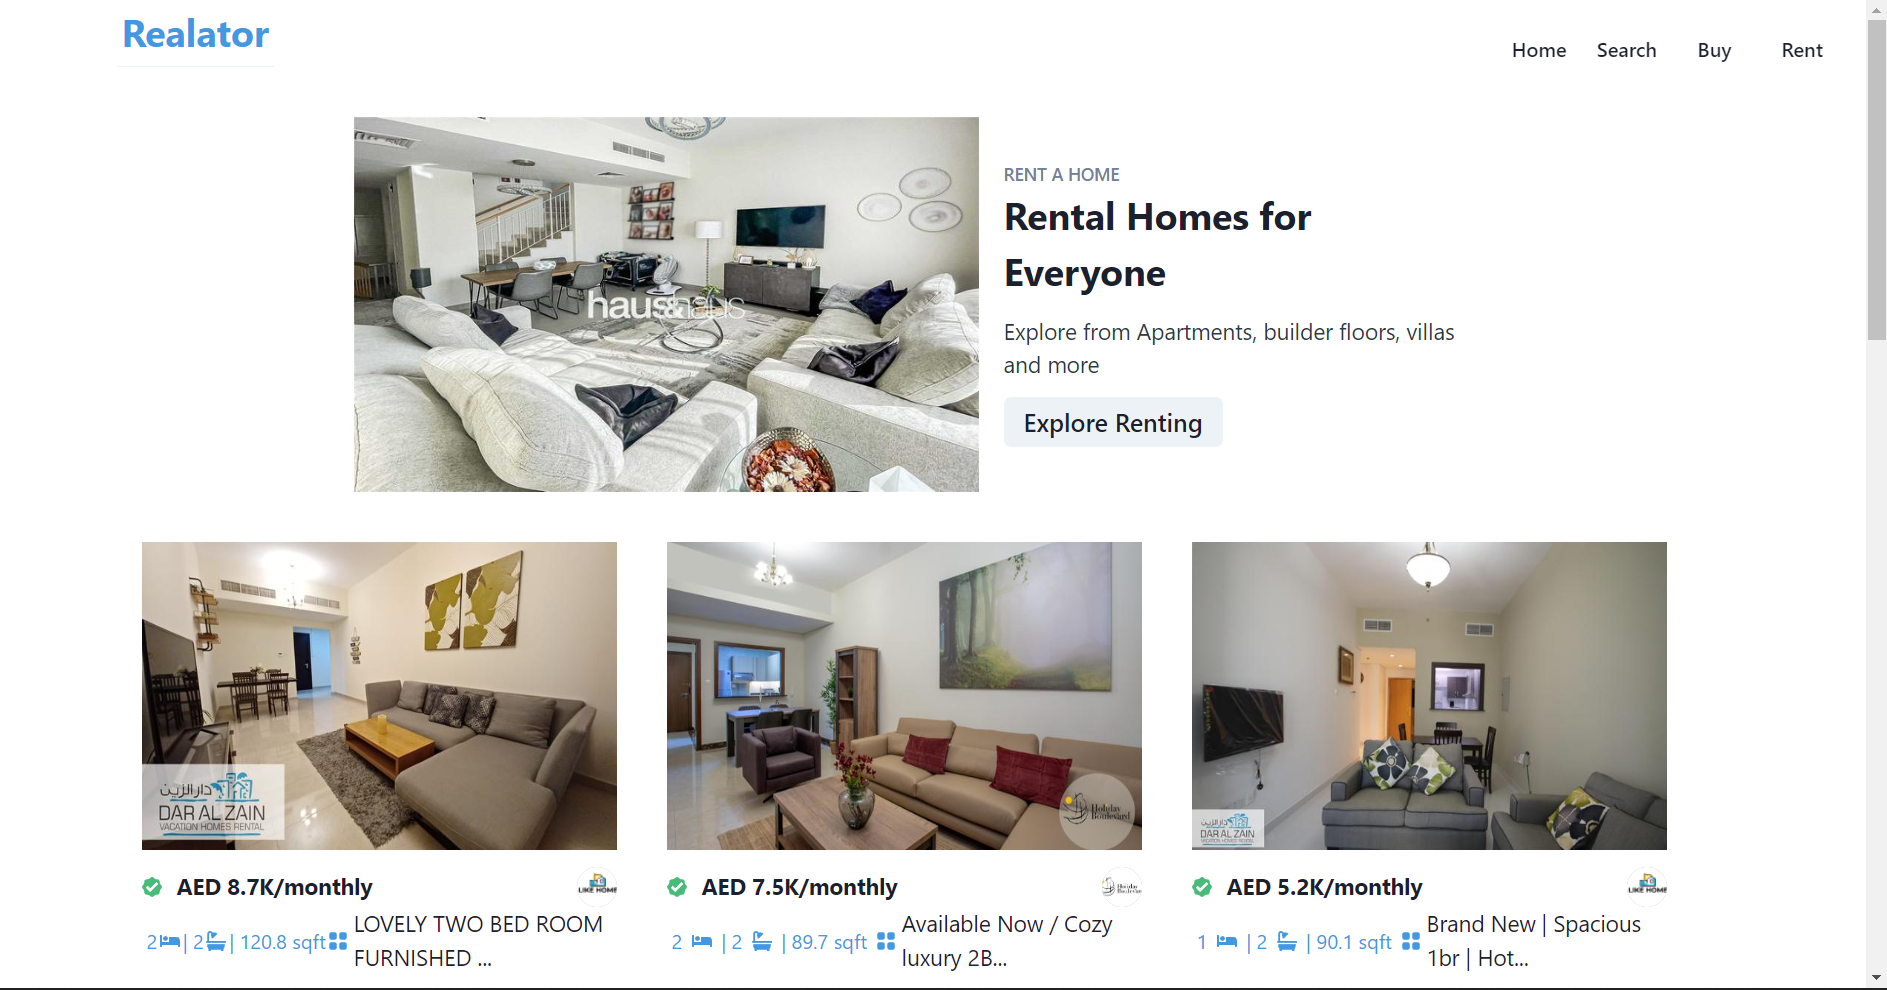 Realator
Home Search Buy Rent
haus&haus
RENT A HOME
Rental Homes for
Everyone
Explore from Apartments, builder floors, villas
and more
Explore Renting
دار الزين
DAR AL ZAIN
VACATION HOMES RENTAL
Holiday
Boulevard
دار الزين
DAR AL ZAIN
VACATION HOMES RENTAL
AED 8.7K/monthly
LIKE HOME
2 | 2 | 120.8 sqft
LOVELY TWO BED ROOM
FURNISHED ...
AED 7.5K/monthly
Holiday
Boulevard
2 | 2 | 89.7 sqft
Available Now / Cozy
luxury 2B...
AED 5.2K/monthly
LIKE HOME
1 | 2 | 90.1 sqft
Brand New | Spacious
1br | Hot...